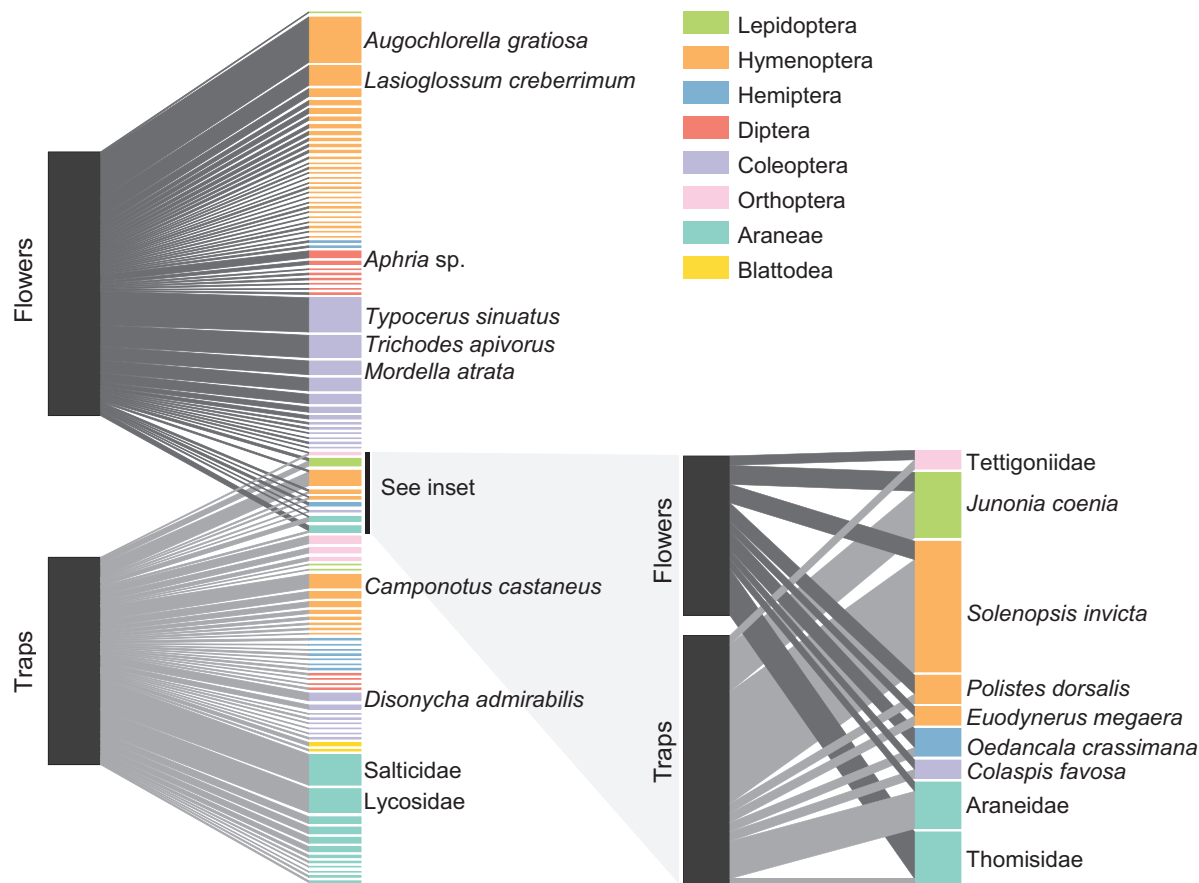 Augochlorella gratiosa
Lasioglossum creberrimum
Aphria sp.
Typocerus sinuatus
Trichodes apivorus
Mordella atrata
See inset
Camponotus castaneus
Disonycha admirabilis
Salticidae
Lycosidae
Flowers
Traps
Lepidoptera
Hymenoptera
Hemiptera
Diptera
Coleoptera
Orthoptera
Araneae
Blattodea
Flowers
Traps
Tettigoniidae
Junonia coenia
Solenopsis invicta
Polistes dorsalis
Euodynerus megaera
Oedancala crassimana
Colaspis favosa
Araneidae
Thomisidae